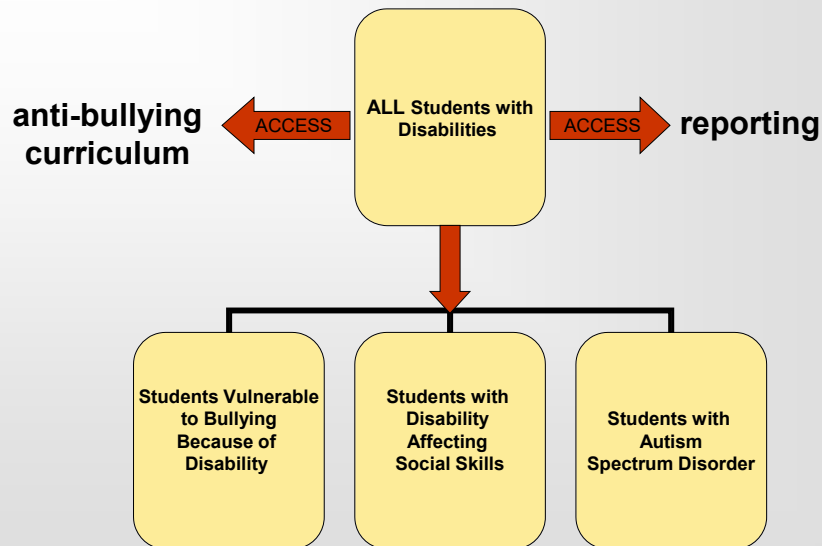 ALL Students with
Disabilities
anti-bullying
curriculum
ACCESS
ACCESS
reporting
Students Vulnerable
to Bullying
Because of
Disability
Students with
Disability
Affecting
Social Skills
Students with
Autism
Spectrum Disorder